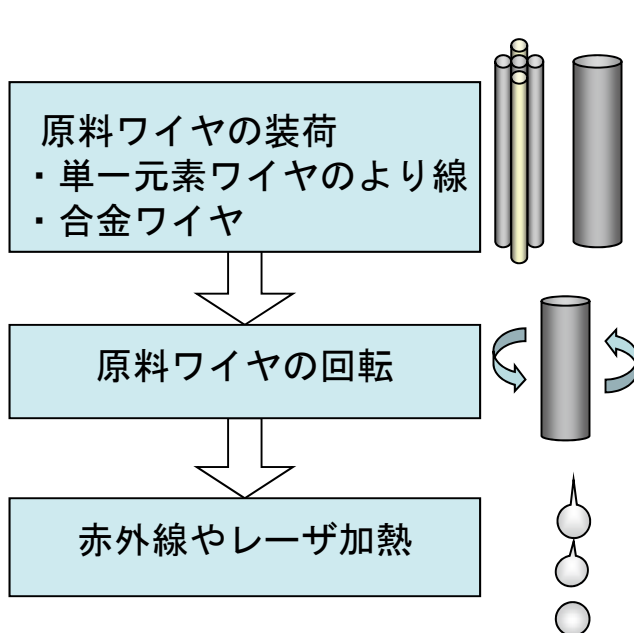 原料ワイヤの装荷
・単一元素ワイヤのより線
・合金ワイヤ
原料ワイヤの回転
赤外線やレーザ加熱